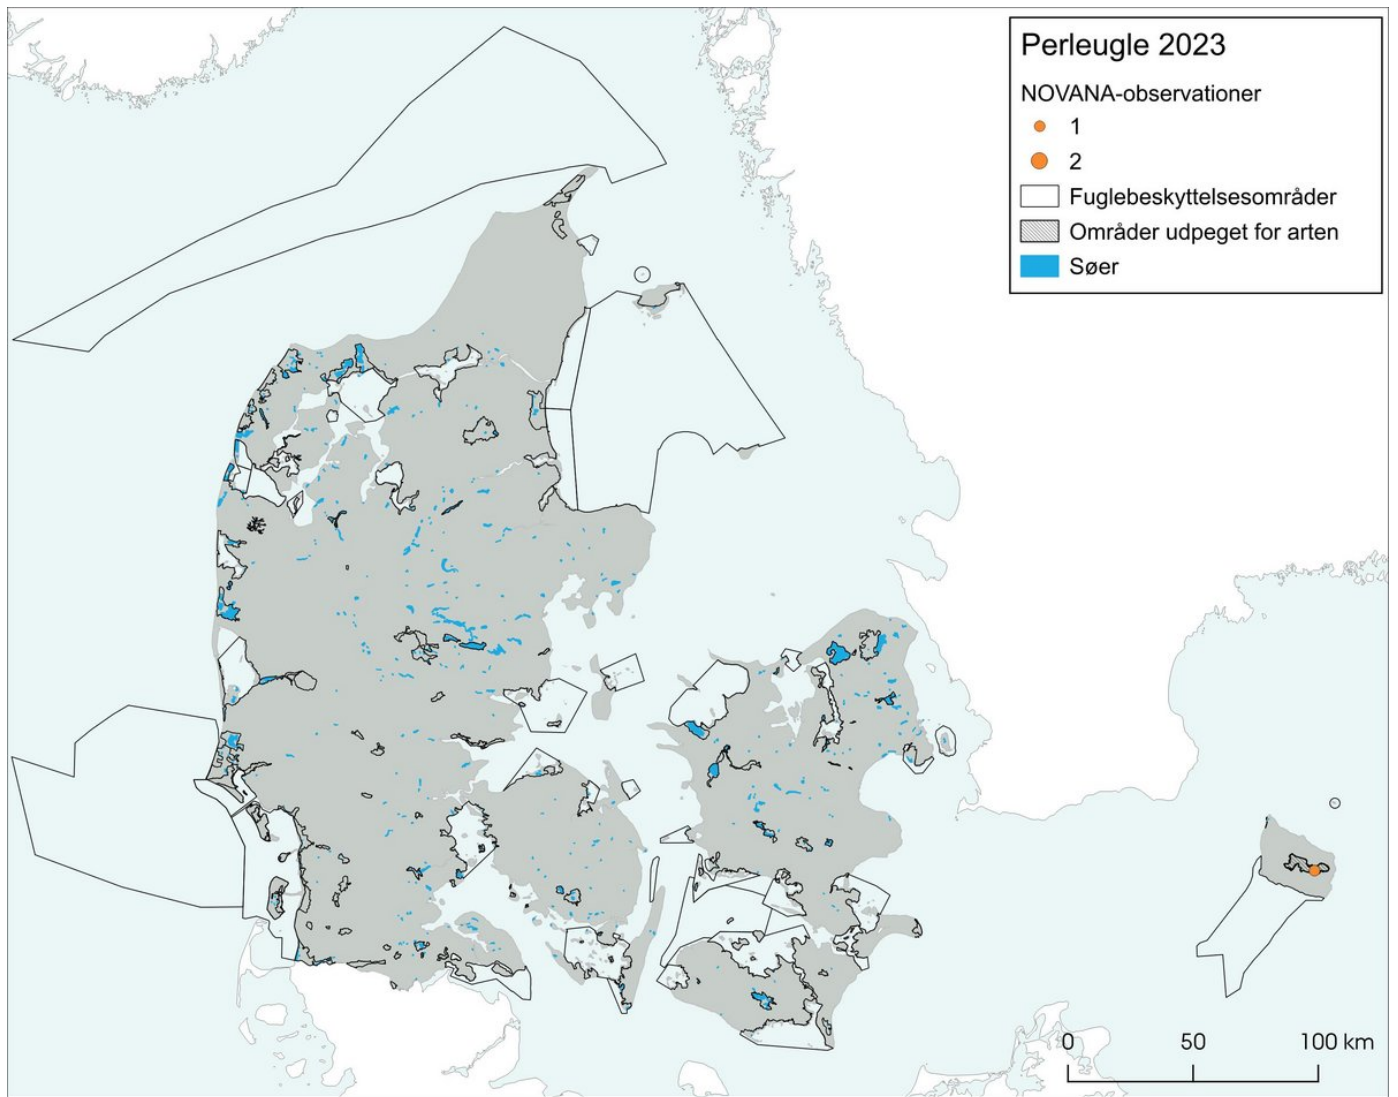 Perleugle 2023
NOVANA-observationer
1
2
Fuglebeskyttelsesområder
Områder udpeget for arten
Søer
0 50 100 km